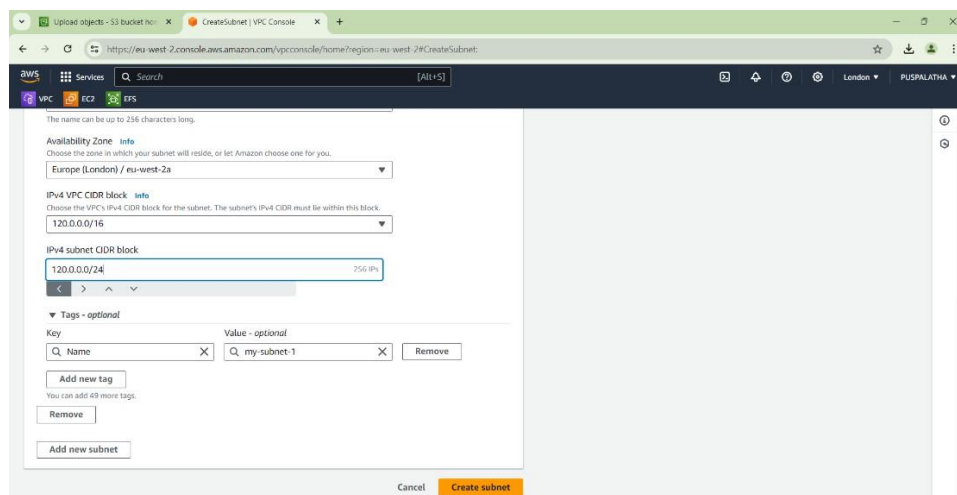 Upload objects - S3 bucket hor
CreateSubnet | VPC Console
https://eu-west-2.console.aws.amazon.com/vpcconsole/home?region=eu-west-2#CreateSubnet:
aws Services Search [Alt+S] London PUSPALATHA
VPC EC2 EFS
The name can be up to 256 characters long.
Availability Zone Info
Choose the zone in which your subnet will reside, or let Amazon choose one for you.
Europe (London) / eu-west-2a
IPv4 VPC CIDR block Info
Choose the VPC's IPv4 CIDR block for the subnet. The subnet's IPv4 CIDR must lie within this block.
120.0.0.0/16
IPv4 subnet CIDR block
120.0.0.0/24 256 IPs
Tags - optional
Key Value - optional
Name my-subnet-1 Remove
Add new tag
You can add 49 more tags.
Remove
Add new subnet
Cancel Create subnet